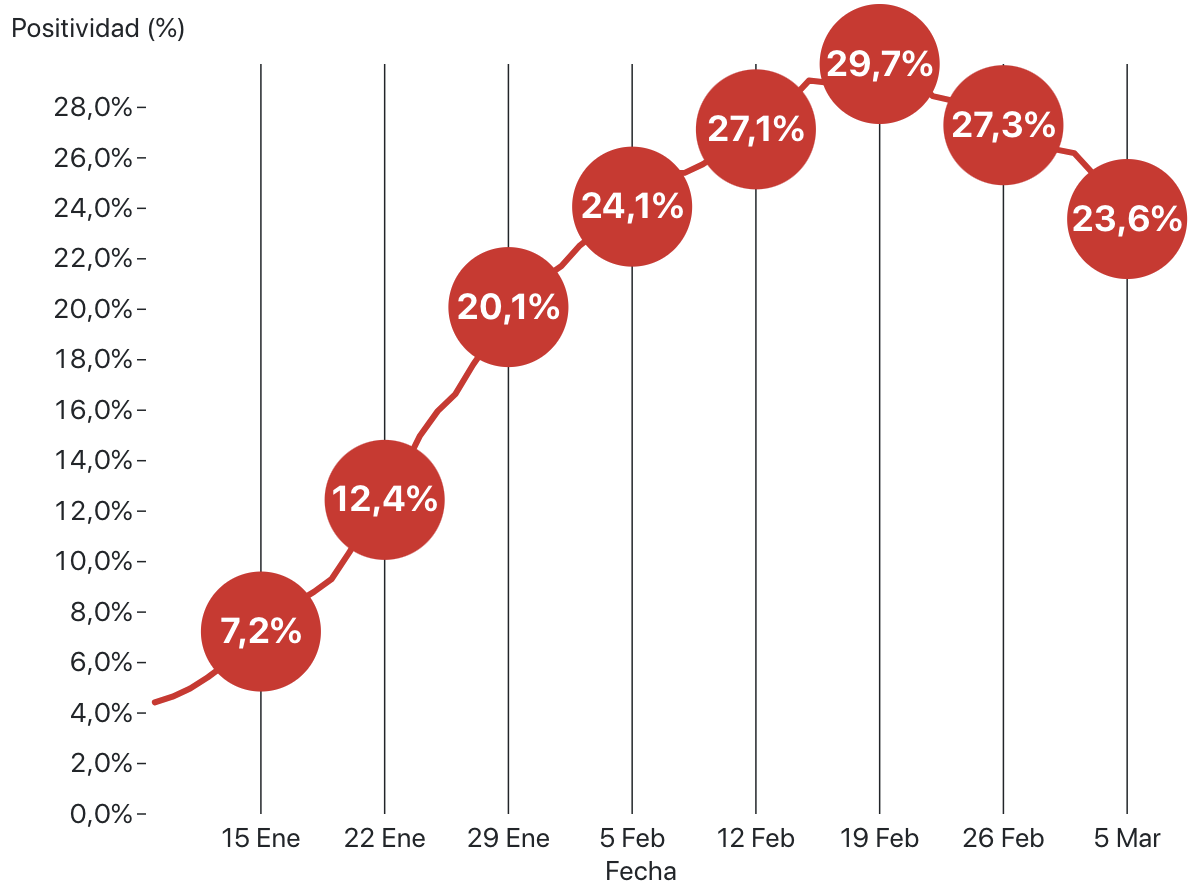 Positividad (%)
28,0%
26,0%
24,0%
22,0%
20,0%
18,0%
16,0%
14,0%
12,0%
10,0%
8,0%
6,0%
4,0%
2,0%
0,0%
7,2%
12,4%
20,1%
24,1%
27,1%
29,7%
27,3%
23,6%
15 Ene
22 Ene
29 Ene
5 Feb
12 Feb
19 Feb
26 Feb
5 Mar
Fecha